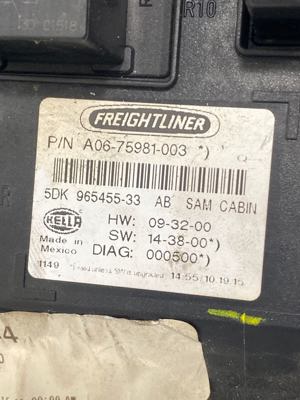 01518
R10
FREIGHTLINER
P/N A06-75981-003 *)
5DK 965455-33 AB SAM CABIN
HELLA
HW: 09-32-00
Made in SW: 14-38-00*)
Mexico DIAG: 000500*)
1149 14:55/10.19.15